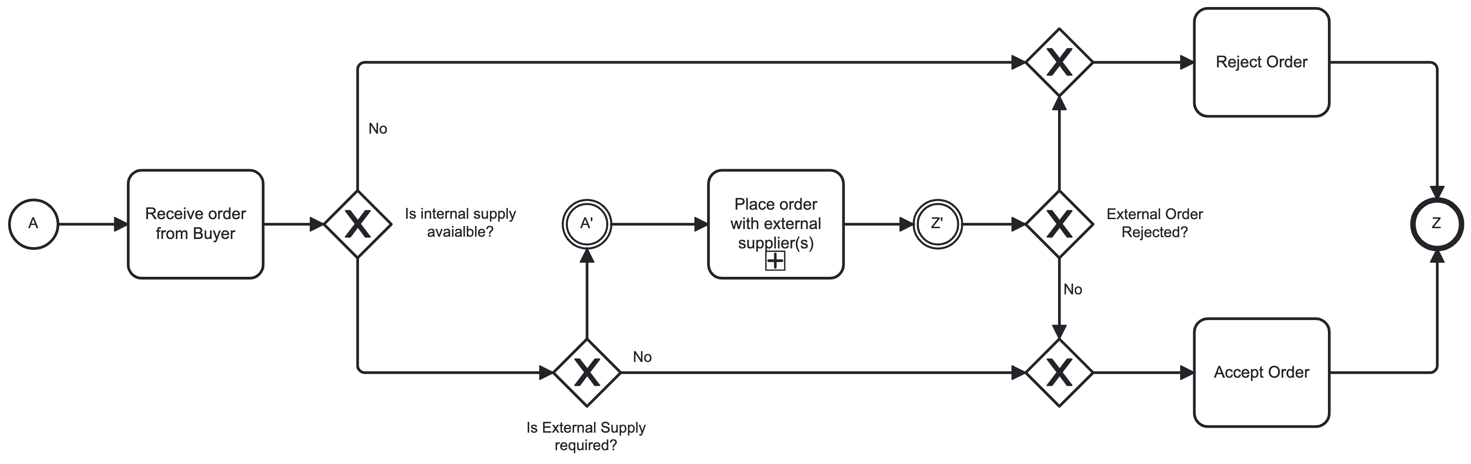 Reject Order
No
A
Receive order
from Buyer
Is internal supply
avaialble?
A'
Place order
with external
supplier(s)
Z'
External Order
Rejected?
Z
No
No
Accept Order
Is External Supply
required?